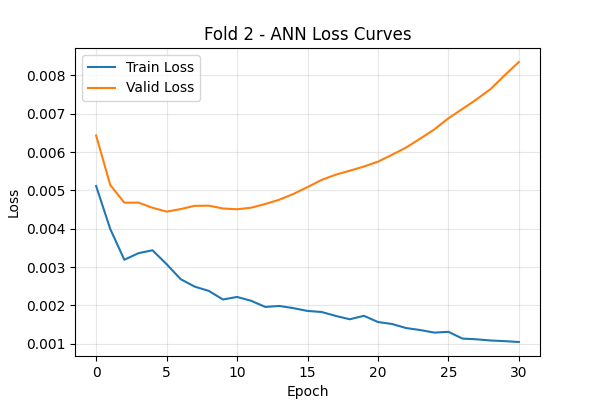 Fold 2 - ANN Loss Curves
Train Loss
Valid Loss
0.008
0.007
0.006
0.005
0.004
0.003
0.002
0.001
Loss
0 5 10 15 20 25 30
Epoch